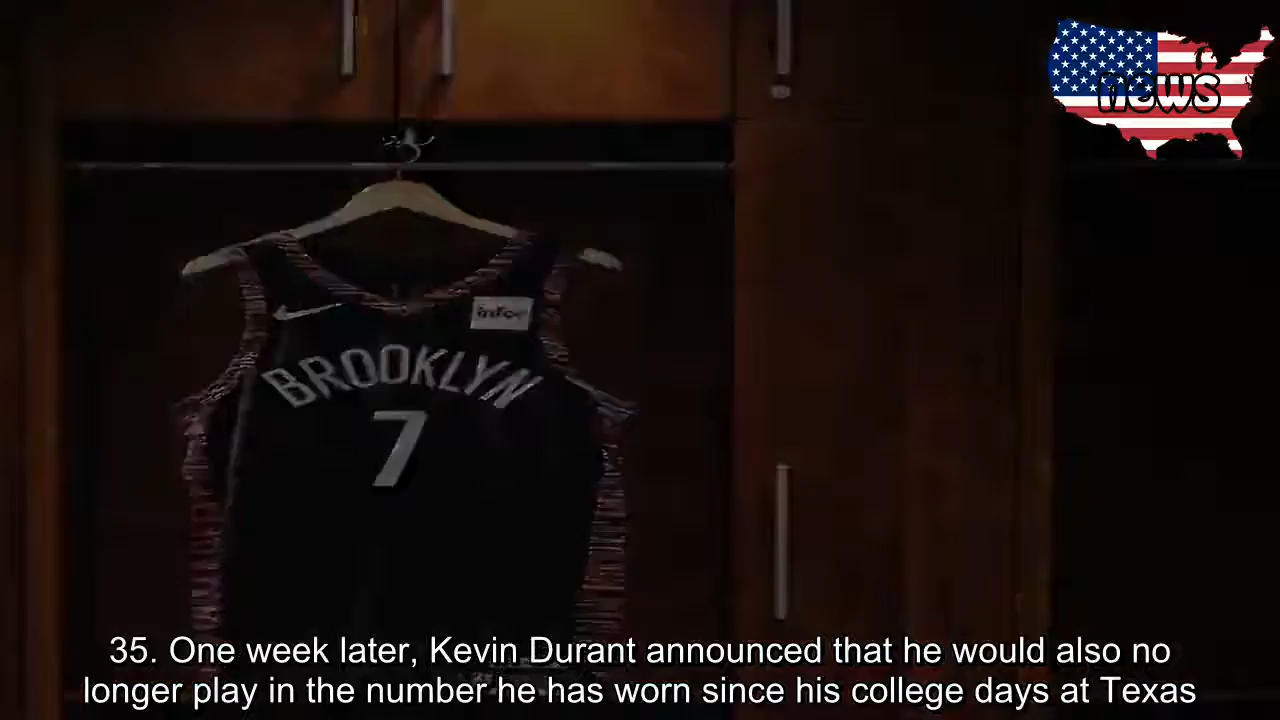 news
infor
BROOKLYN
7
35. One week later, Kevin Durant announced that he would also no
longer play in the number he has worn since his college days at Texas